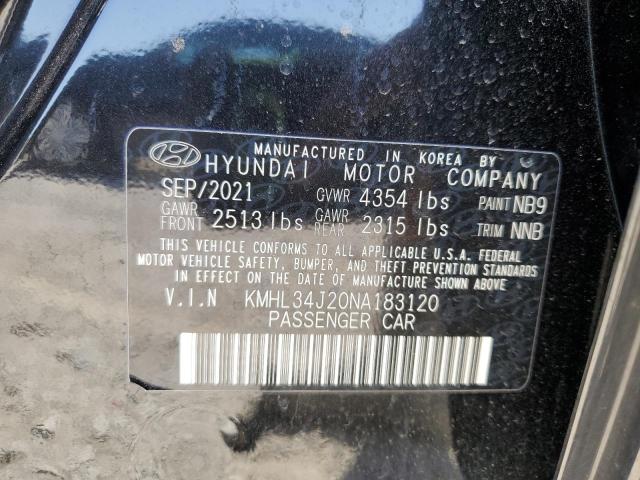 MANUFACTURED IN KOREA BY
HYUNDAI MOTOR COMPANY
SEP/2021 GVWR 4354 lbs PAINT NB9
GAWR FRONT 2513 lbs GAWR REAR 2315 lbs TRIM NNB
THIS VEHICLE CONFORMS TO ALL APPLICABLE U.S.A. FEDERAL
MOTOR VEHICLE SAFETY, BUMPER, AND THEFT PREVENTION STANDARDS
IN EFFECT ON THE DATE OF MANUFACTURE SHOWN ABOVE
V.I.N KMHL34J20NA183120
PASSENGER CAR